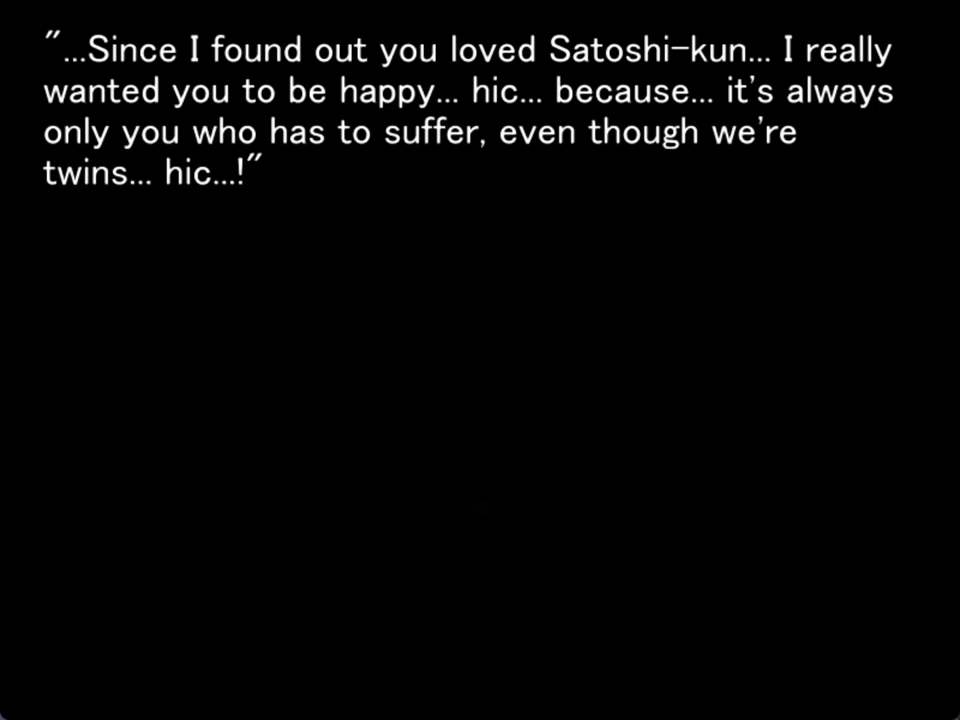 "...Since I found out you loved Satoshi-kun... I really
wanted you to be happy... hic... because... it's always
only you who has to suffer, even though we're
twins... hic...!"